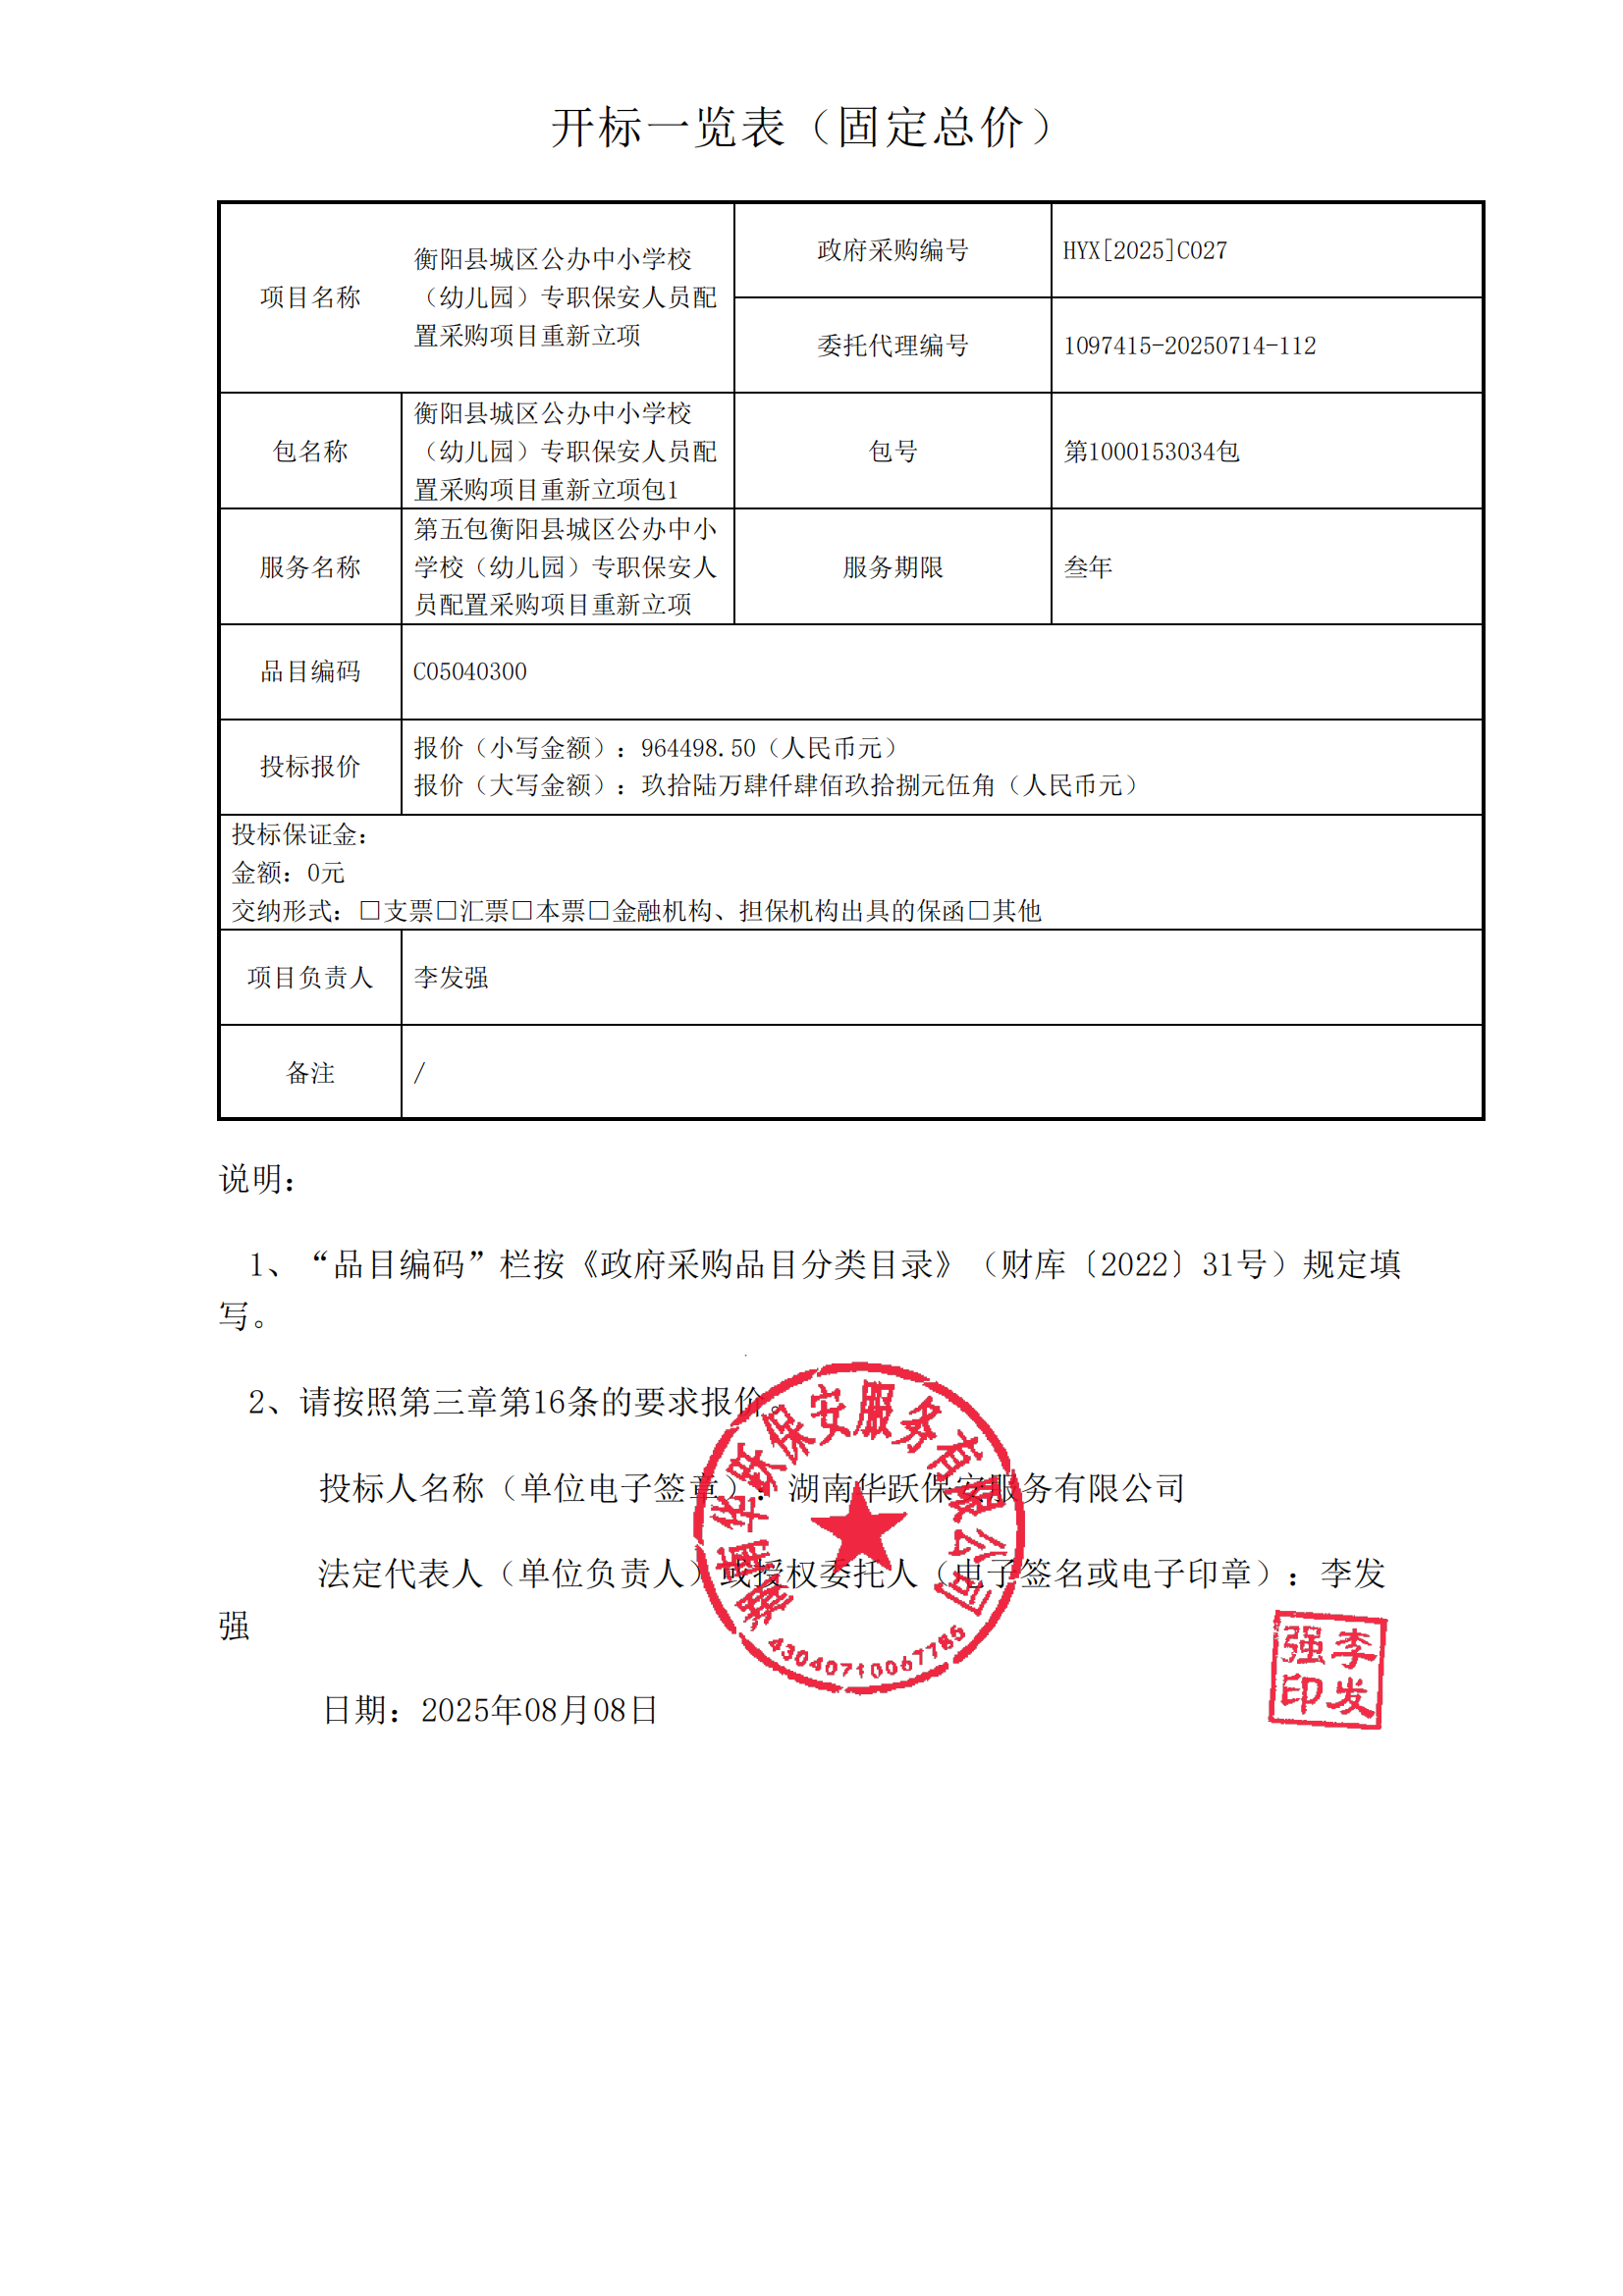 开标一览表（固定总价）
项目名称
衡阳县城区公办中小学校
（幼儿园）专职保安人员配
置采购项目重新立项
政府采购编号
HYX[2025]C027
委托代理编号
1097415-20250714-112
包名称
衡阳县城区公办中小学校
（幼儿园）专职保安人员配
置采购项目重新立项包1
包号
第1000153034包
服务名称
第五包衡阳县城区公办中小
学校（幼儿园）专职保安人
员配置采购项目重新立项
服务期限
叁年
品目编码
C05040300
投标报价
报价（小写金额）：964498.50（人民币元）
报价（大写金额）：玖拾陆万肆仟肆佰玖拾捌元伍角（人民币元）
投标保证金：
金额：0元
交纳形式：□支票□汇票□本票□金融机构、担保机构出具的保函□其他
项目负责人
李发强
备注
/
说明：
1、“品目编码”栏按《政府采购品目分类目录》（财库〔2022〕31号）规定填
写。
2、请按照第三章第16条的要求报价。
投标人名称（单位电子签章）：湖南华跃保安服务有限公司
法定代表人（单位负责人）或授权委托人（电子签名或电子印章）：李发
强
日期：2025年08月08日
湖南华跃保安服务有限公司
43040710067785
李发
强印